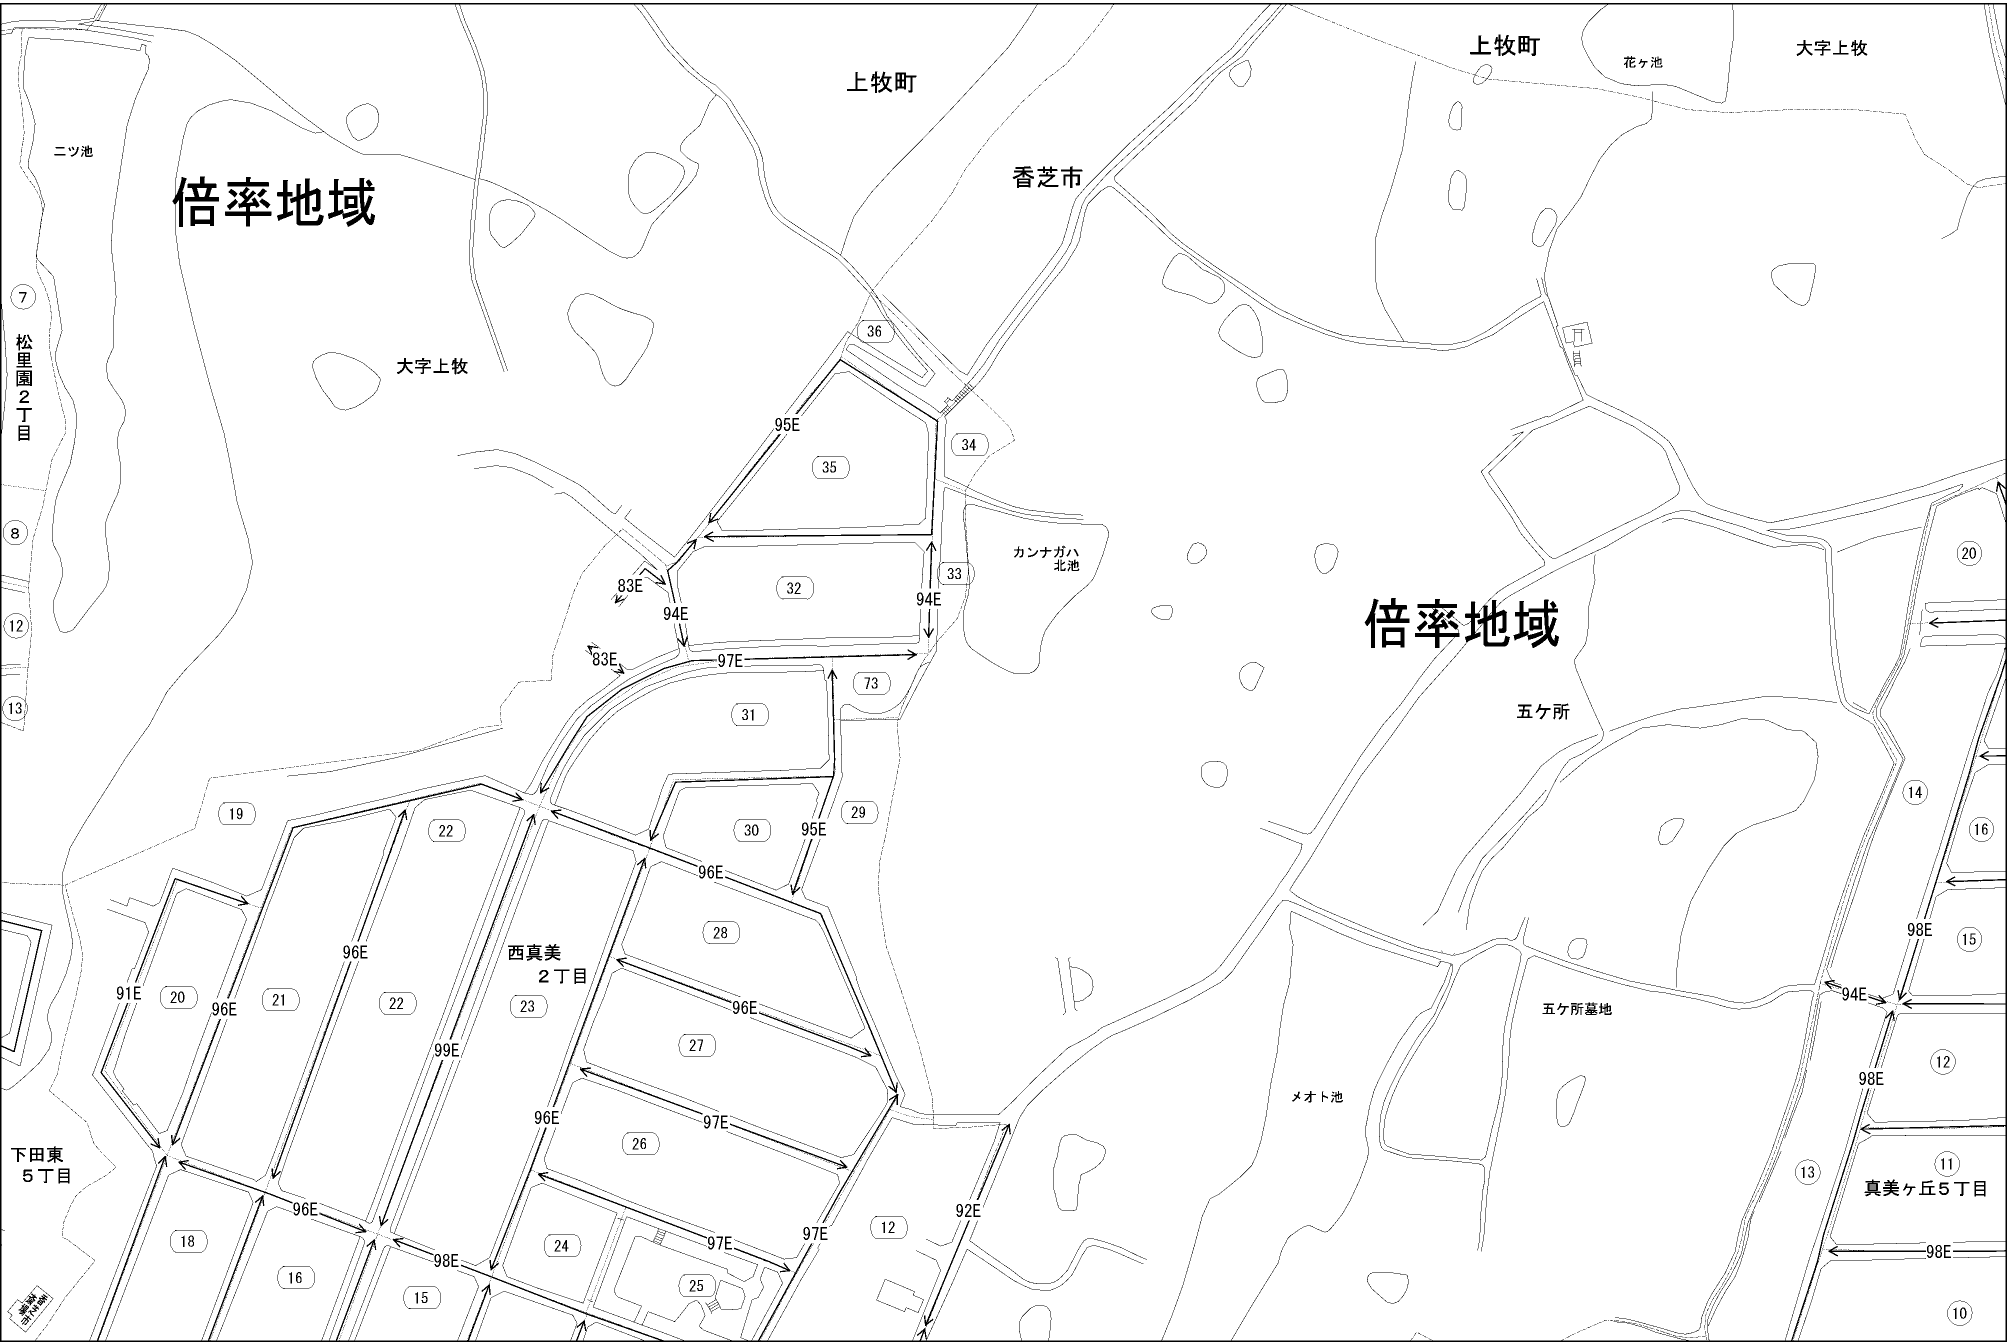 上牧町
上牧町
花ヶ池
大字上牧
二ツ池
倍率地域
香芝市
7
松里園2丁目
36
大字上牧
95E
34
35
8
カンナガハ
北池
20
83E
32
33
94E
94E
倍率地域
12
83E
97E
73
13
31
五ケ所
14
19
22
30
95E
29
16
96E
98E
15
28
西真美
2丁目
96E
91E
20
96E
21
22
23
96E
94E
五ケ所墓地
99E
27
12
98E
メオト池
96E
97E
26
下田東
5丁目
13
11
真美ヶ丘5丁目
96E
92E
12
97E
18
24
97E
98E
98E
16
25
15
10